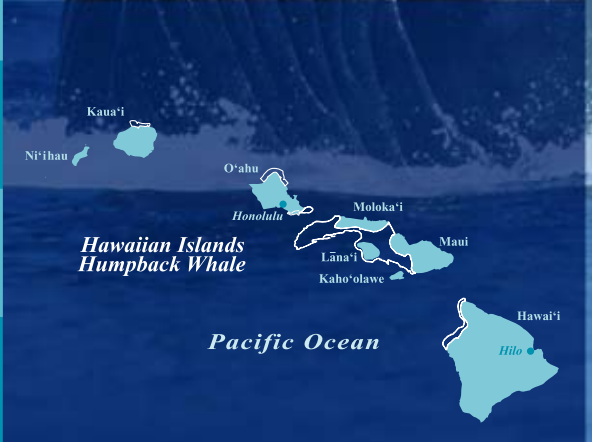 Kaua‘i
Ni‘ihau
O‘ahu
Honolulu
Moloka‘i
Maui
Lāna‘i
Kaho‘olawe
Hawaiian Islands
Humpback Whale
Pacific Ocean
Hawai‘i
Hilo